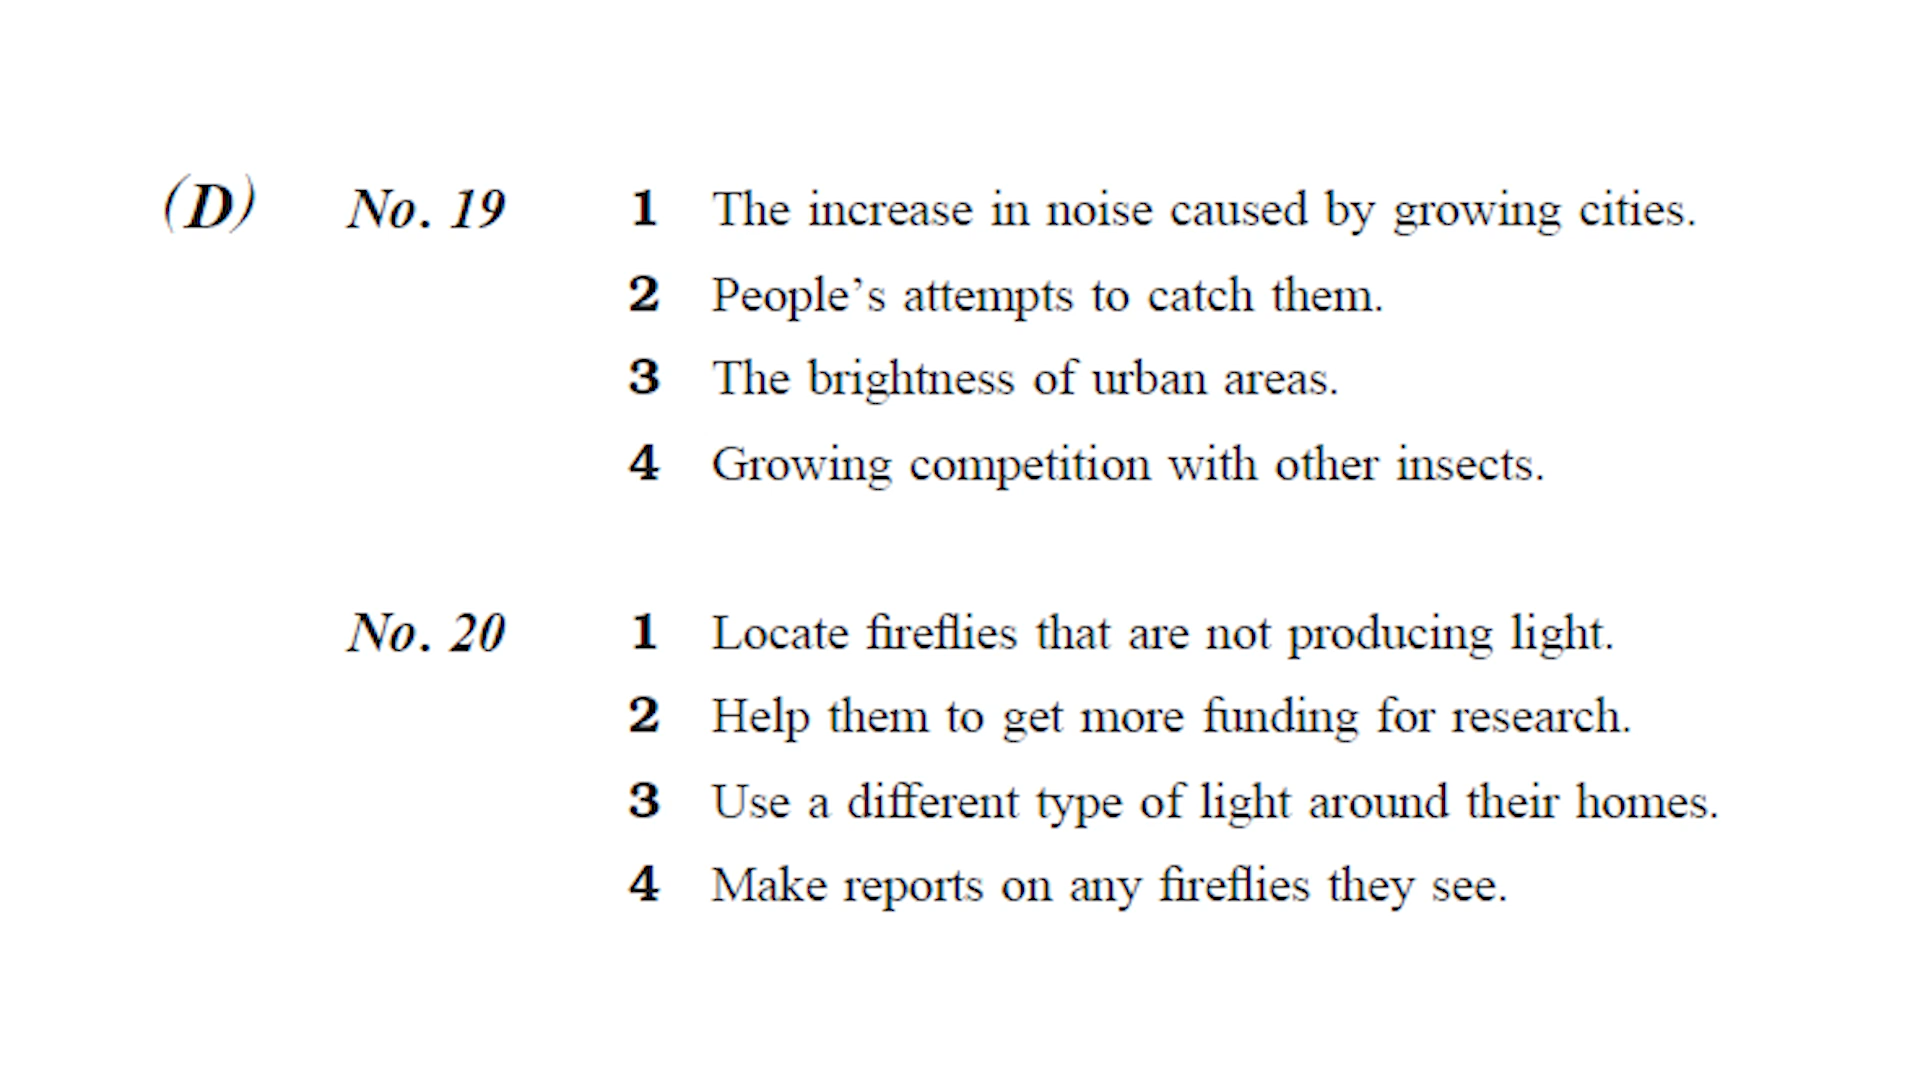 (D) No. 19 1 The increase in noise caused by growing cities.
2 People’s attempts to catch them.
3 The brightness of urban areas.
4 Growing competition with other insects.
No. 20 1 Locate fireflies that are not producing light.
2 Help them to get more funding for research.
3 Use a different type of light around their homes.
4 Make reports on any fireflies they see.